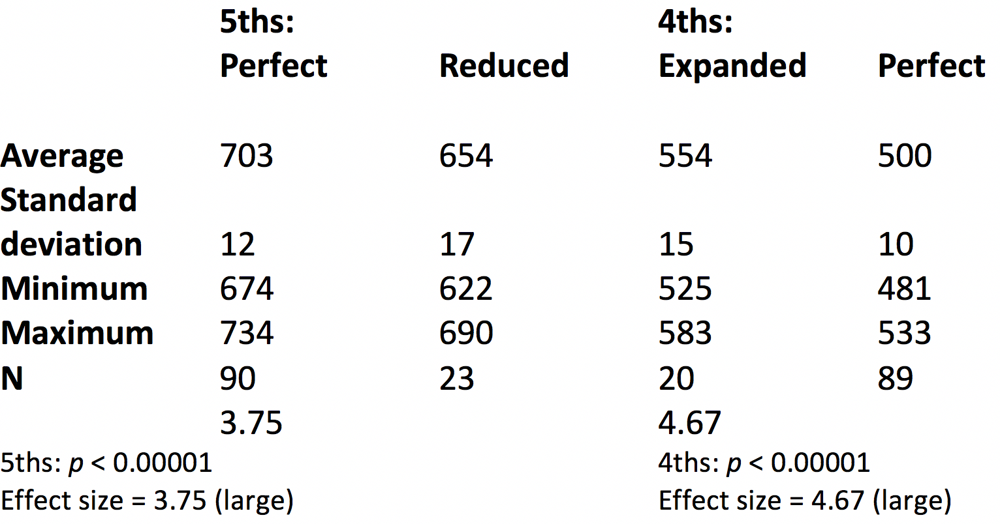 5ths: 4ths:
Perfect Reduced Expanded Perfect
Average 703 654 554 500
Standard
deviation 12 17 15 10
Minimum 674 622 525 481
Maximum 734 690 583 533
N 90 23 20 89
3.75 4.67
5ths: p < 0.00001 4ths: p < 0.00001
Effect size = 3.75 (large) Effect size = 4.67 (large)